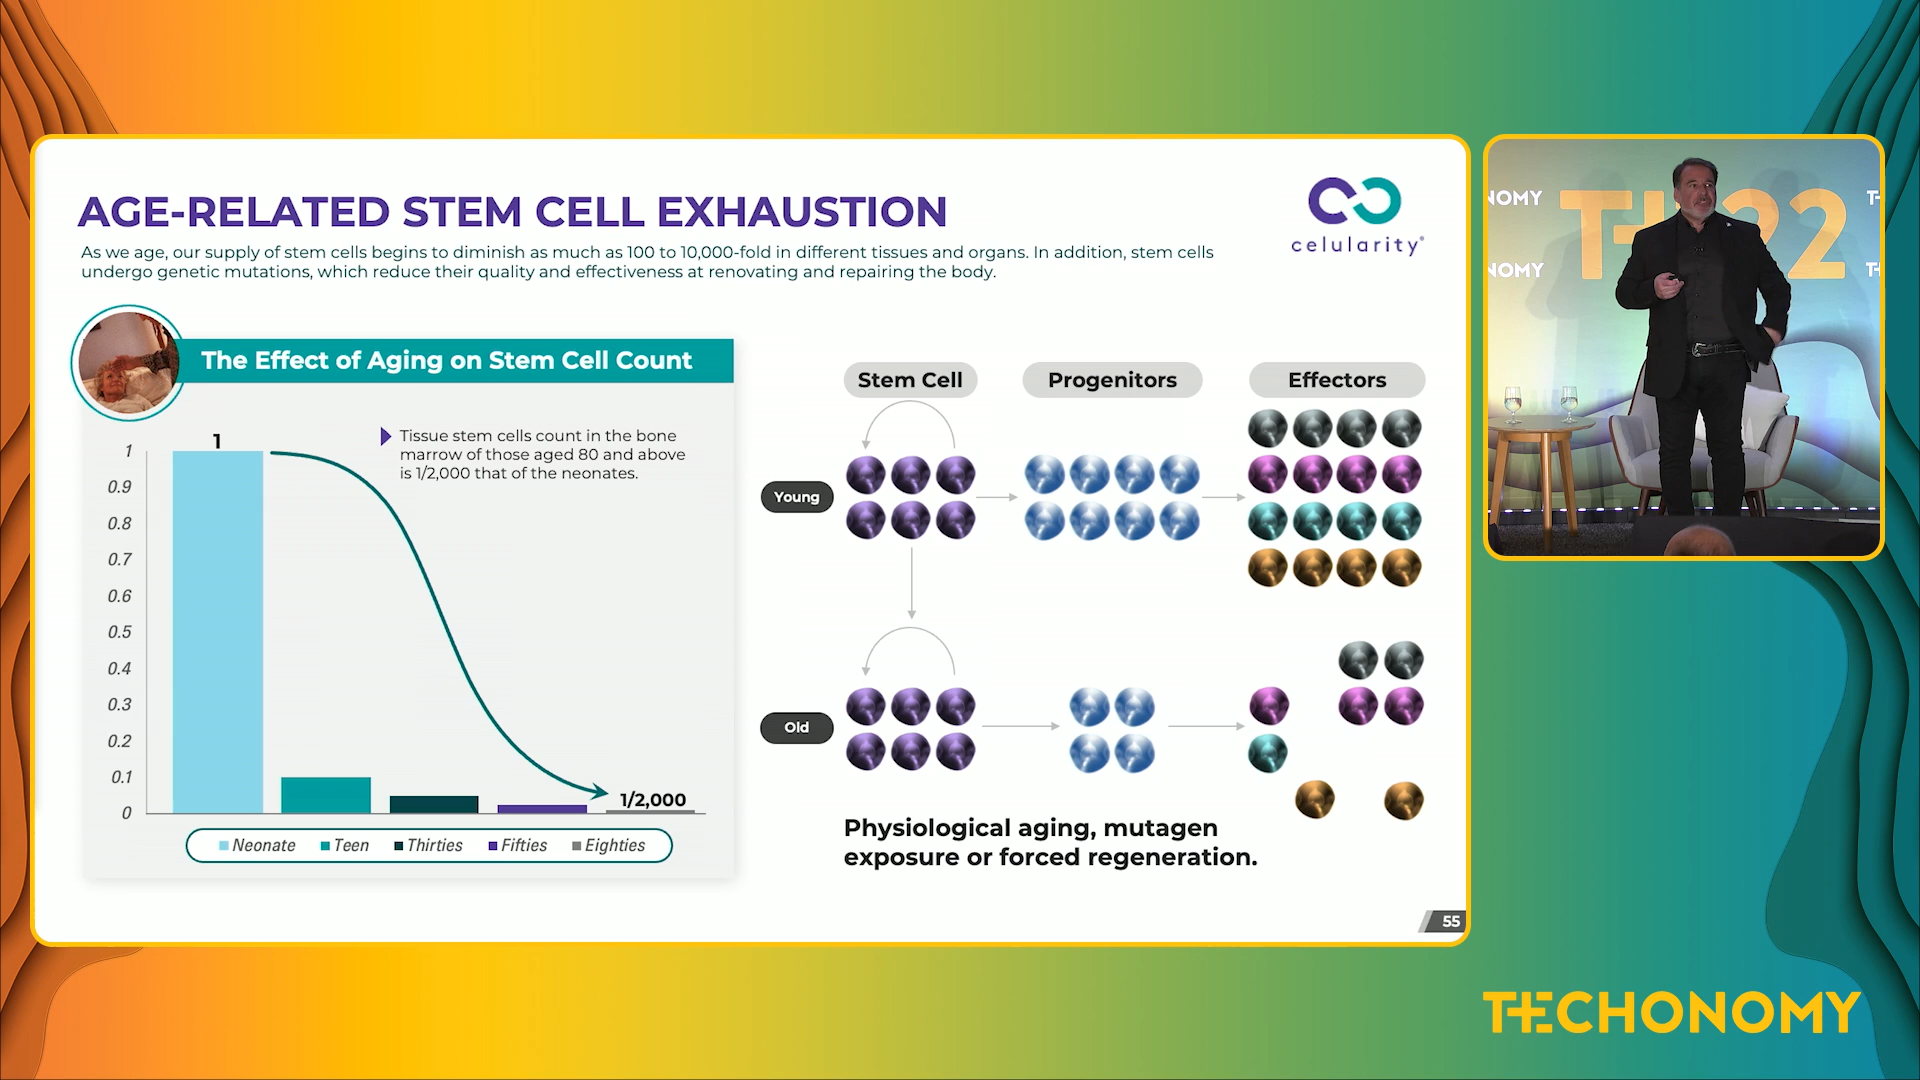 AGE-RELATED STEM CELL EXHAUSTION
As we age, our supply of stem cells begins to diminish as much as 100 to 10,000-fold in different tissues and organs. In addition, stem cells
undergo genetic mutations, which reduce their quality and effectiveness at renovating and repairing the body.
celularity®
The Effect of Aging on Stem Cell Count
Tissue stem cells count in the bone
marrow of those aged 80 and above
is 1/2,000 that of the neonates.
1
1
0.9
0.8
0.7
0.6
0.5
0.4
0.3
0.2
0.1
0
1/2,000
Neonate Teen Thirties Fifties Eighties
Stem Cell Progenitors Effectors
Young
Old
Physiological aging, mutagen
exposure or forced regeneration.
55
NOMY
NOMY
22
TECHONOMY